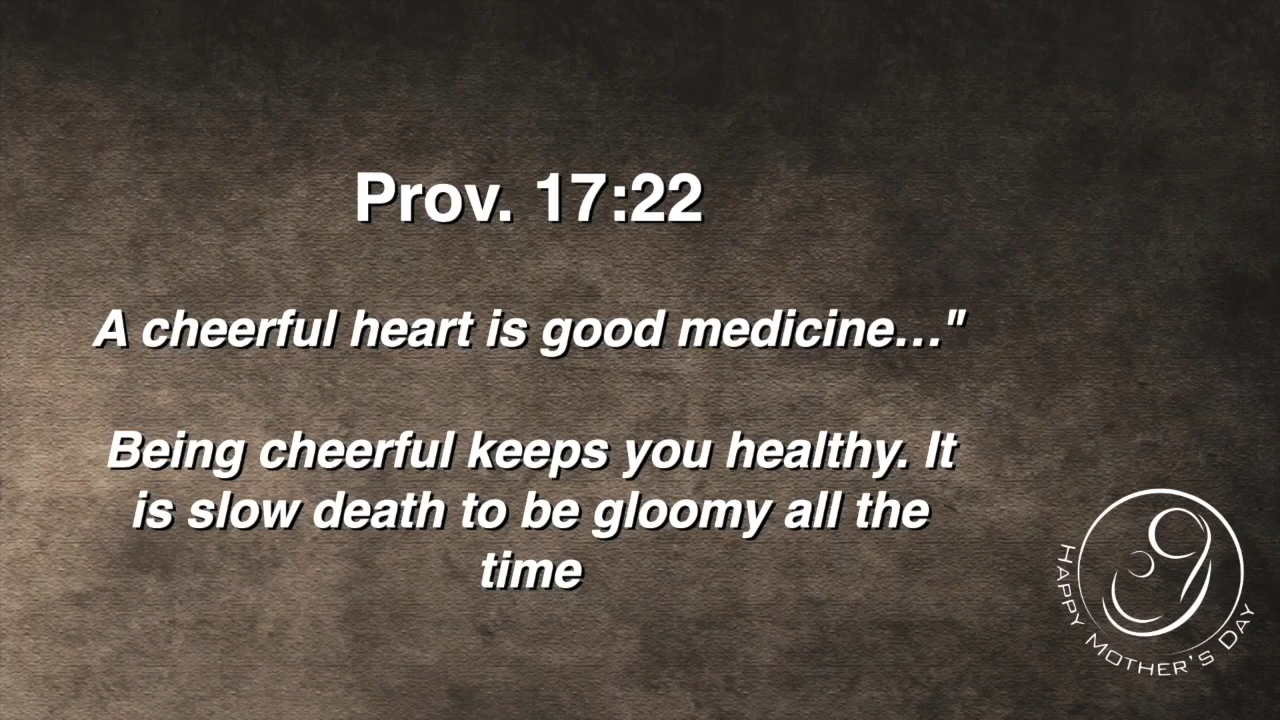 Prov. 17:22
A cheerful heart is good medicine..."
Being cheerful keeps you healthy. It
is slow death to be gloomy all the
time
HAPPY MOTHER'S DAY